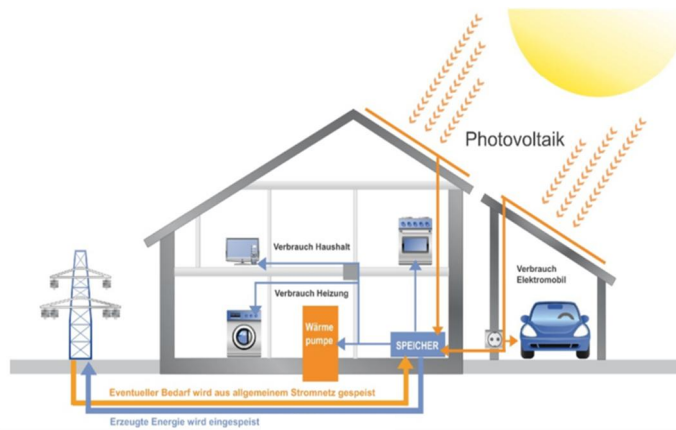 Photovoltaik
Verbrauch Haushalt
Verbrauch
Elektromobil
Verbrauch Heizung
Wärme
pumpe
SPEICHER
Eventueller Bedarf wird aus allgemeinem Stromnetz gespeist
Erzeugte Energie wird eingespeist